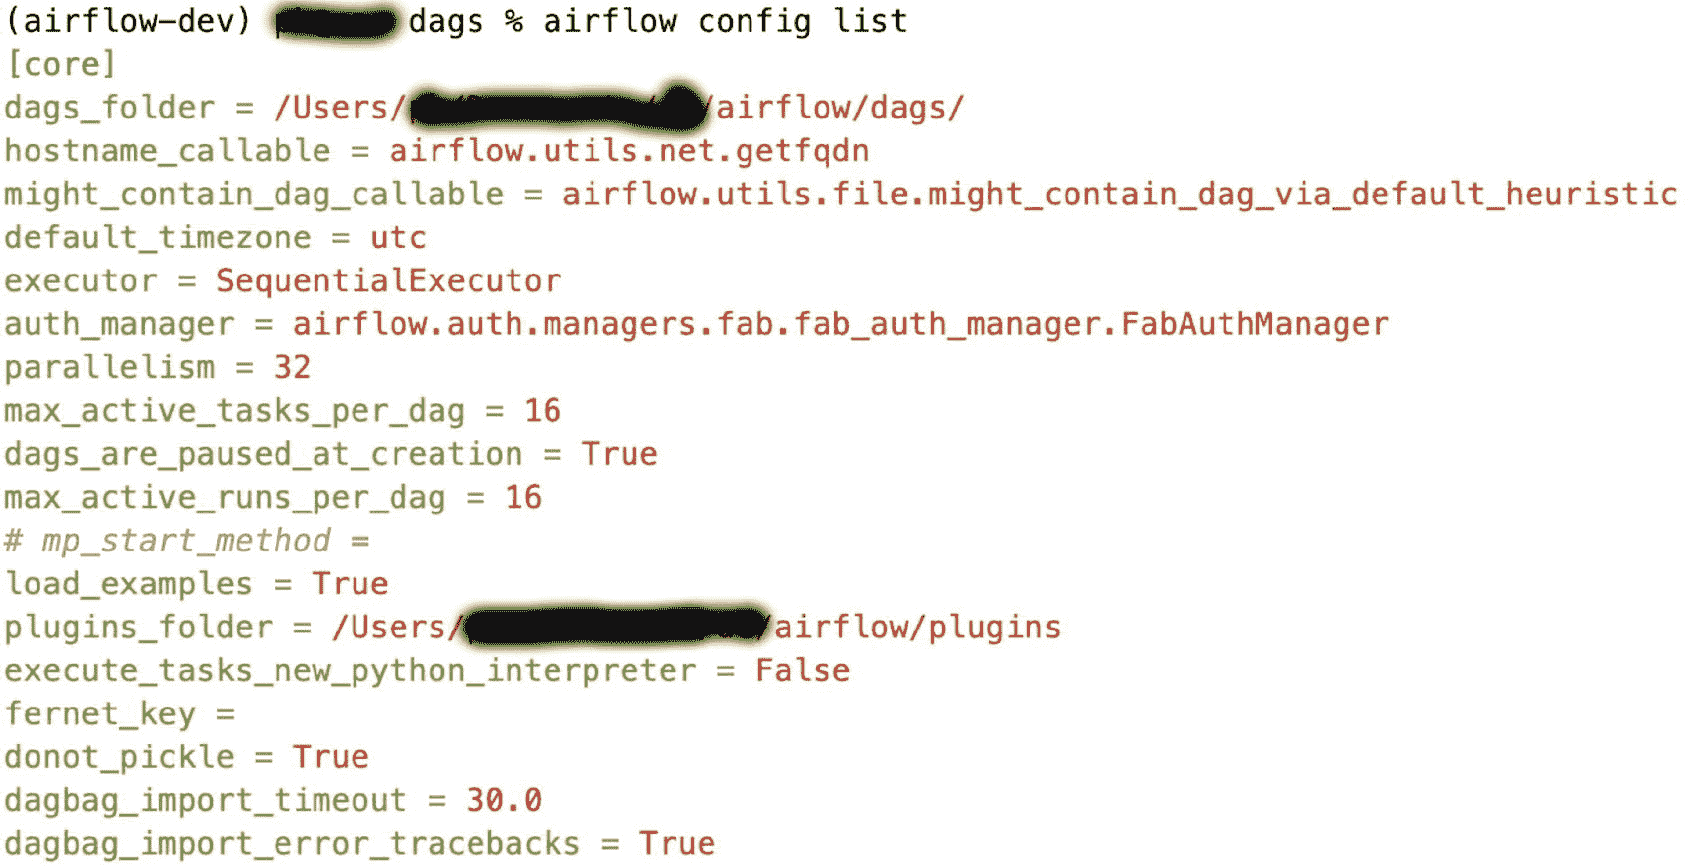 (airflow-dev) dags % airflow config list
[core]
dags_folder = /Users/ /airflow/dags/
hostname_callable = airflow.utils.net.getfqdn
might_contain_dag_callable = airflow.utils.file.might_contain_dag_via_default_heuristic
default_timezone = utc
executor = SequentialExecutor
auth_manager = airflow.auth.managers.fab.fab_auth_manager.FabAuthManager
parallelism = 32
max_active_tasks_per_dag = 16
dags_are_paused_at_creation = True
max_active_runs_per_dag = 16
# mp_start_method =
load_examples = True
plugins_folder = /Users/ /airflow/plugins
execute_tasks_new_python_interpreter = False
fernet_key =
donot_pickle = True
dagbag_import_timeout = 30.0
dagbag_import_error_tracebacks = True